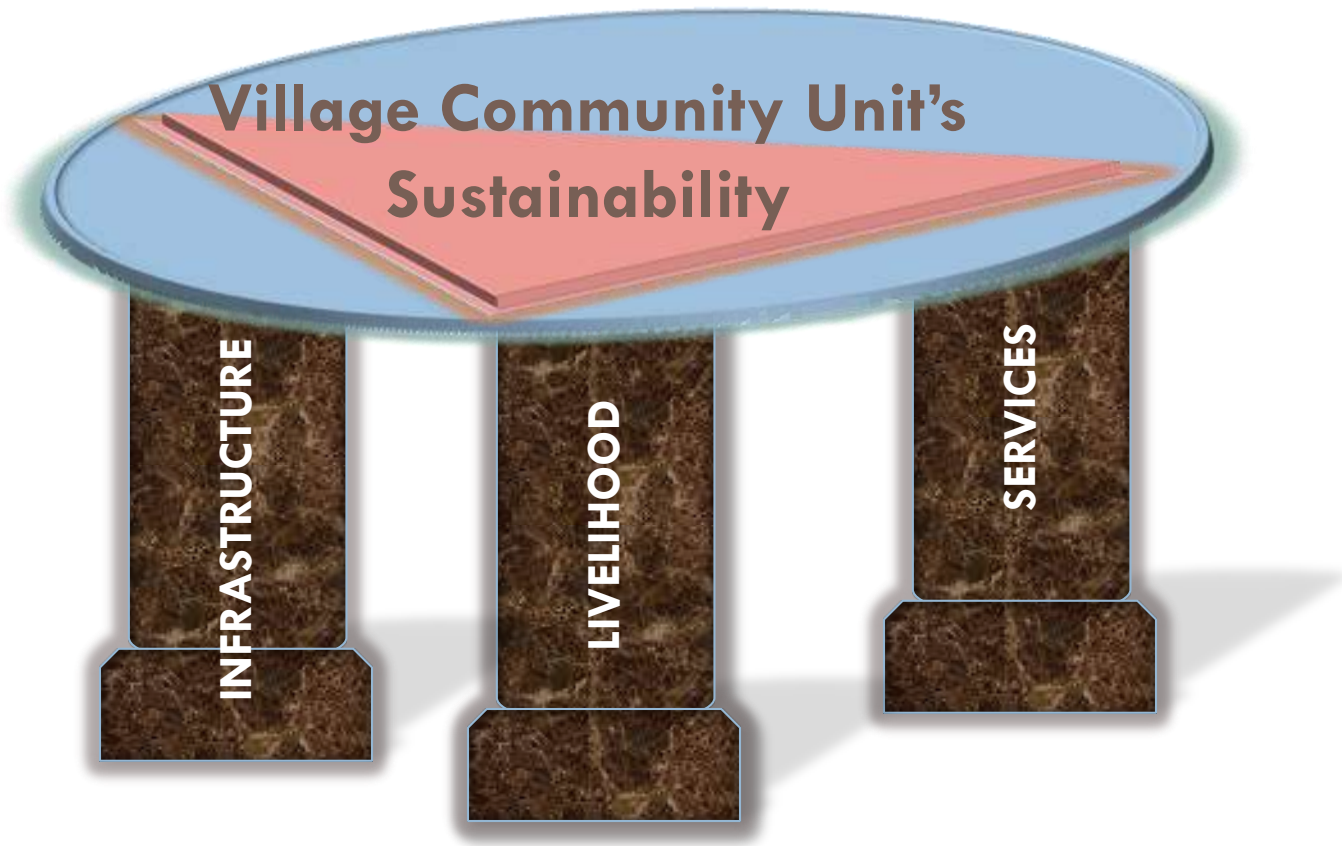 Village Community Unit’s
Sustainability
INFRASTRUCTURE
LIVELIHOOD
SERVICES